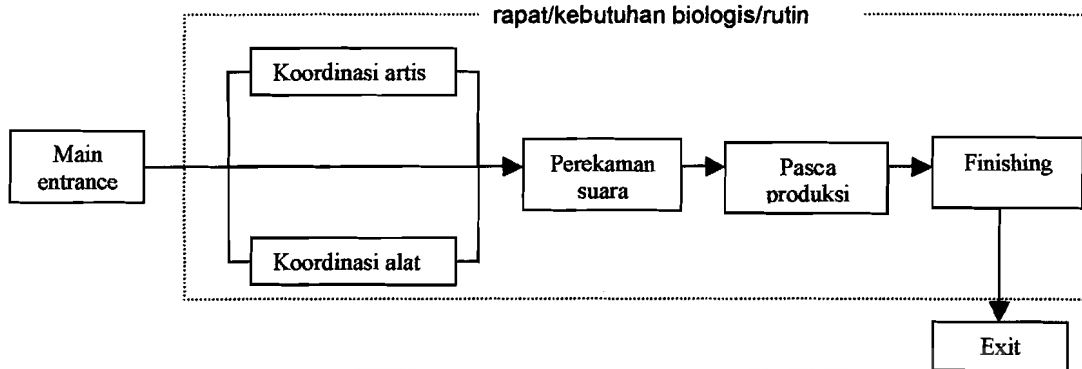 rapat/kebutuhan biologis/rutin
Koordinasi artis
Main
entrance
Perekaman
suara
Pasca
produksi
Finishing
Koordinasi alat
Exit